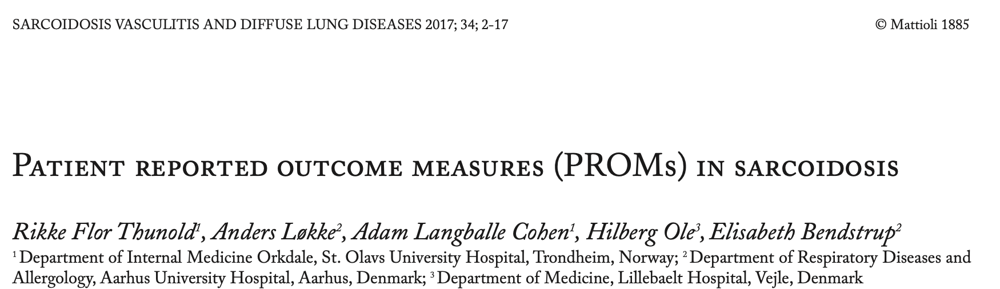 SARCOIDOSIS VASCULITIS AND DIFFUSE LUNG DISEASES 2017; 34; 2-17
© Mattioli 1885
Patient reported outcome measures (PROMs) in sarcoidosis
Rikke Flor Thunold1, Anders Løkke2, Adam Langballe Cohen1, Hilberg Ole3, Elisabeth Bendstrup2
1 Department of Internal Medicine Orkdale, St. Olavs University Hospital, Trondheim, Norway; 2 Department of Respiratory Diseases and
Allergology, Aarhus University Hospital, Aarhus, Denmark; 3 Department of Medicine, Lillebaelt Hospital, Vejle, Denmark